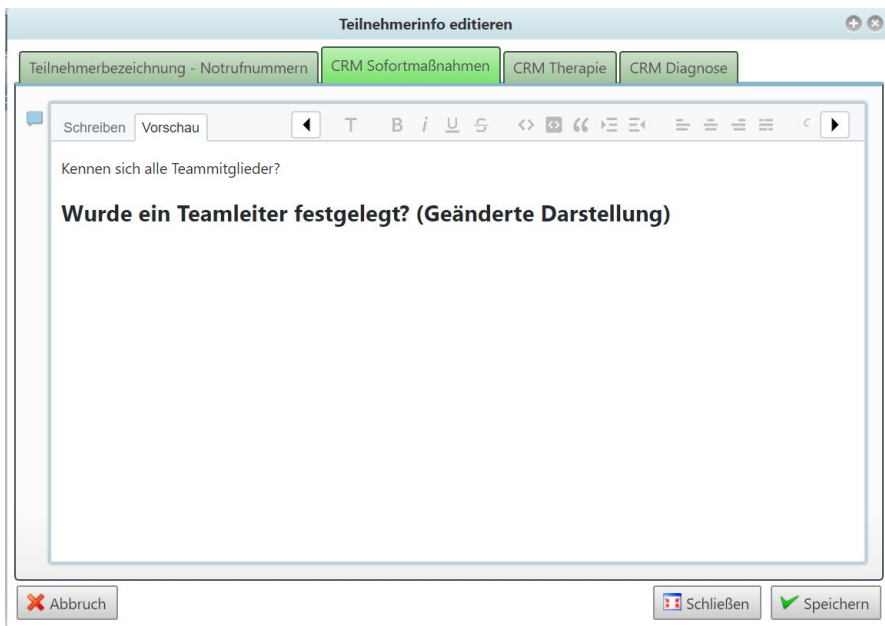 Teilnehmerinfo editieren
Teilnehmerbezeichnung - Notrufnummern CRM Sofortmaßnahmen CRM Therapie CRM Diagnose
Schreiben Vorschau T B i U S
Kennen sich alle Teammitglieder?
Wurde ein Teamleiter festgelegt? (Geänderte Darstellung)
Abbruch Schließen Speichern